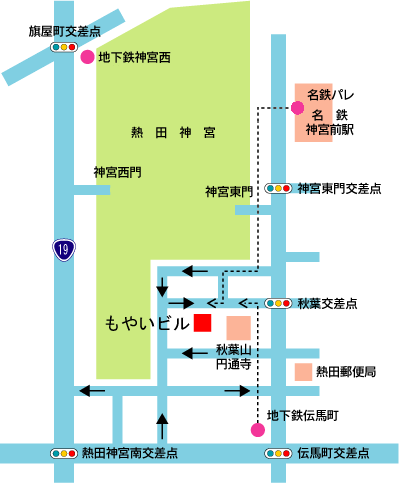 旗屋町交差点
地下鉄神宮西
名鉄パレ
名 鉄
神宮前駅
熱 田 神 宮
神宮西門
神宮東門
神宮東門交差点
19
秋葉交差点
もやいビル
秋葉山
円通寺
熱田郵便局
地下鉄伝馬町
熱田神宮南交差点
伝馬町交差点